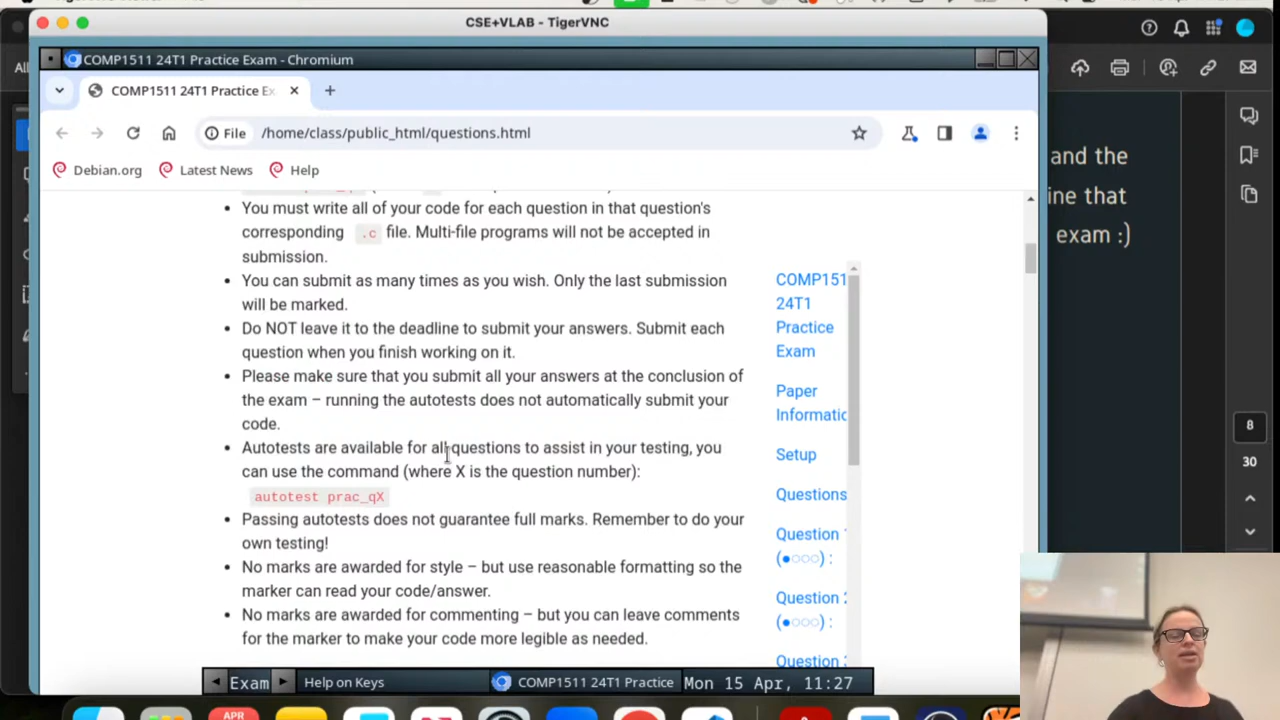 CSE+VLAB - TigerVNC
COMP1511 24T1 Practice Exam - Chromium
COMP1511 24T1 Practice Ex
File
/home/class/public_html/questions.html
Debian.org
Latest News
Help
All
You must write all of your code for each question in that question's
corresponding .c file. Multi-file programs will not be accepted in
submission.
You can submit as many times as you wish. Only the last submission
will be marked.
Do NOT leave it to the deadline to submit your answers. Submit each
question when you finish working on it.
Please make sure that you submit all your answers at the conclusion of
the exam – running the autotests does not automatically submit your
code.
Autotests are available for all questions to assist in your testing, you
can use the command (where X is the question number):
autotest prac_qX
Passing autotests does not guarantee full marks. Remember to do your
own testing!
No marks are awarded for style – but use reasonable formatting so the
marker can read your code/answer.
No marks are awarded for commenting – but you can leave comments
for the marker to make your code more legible as needed.
COMP151
24T1
Practice
Exam
Paper
Informatic
Setup
Questions
Question 1
(●○○○) :
Question 2
(●○○○) :
Question
and the
ine that
exam :)
8
30
Exam
Help on Keys
COMP1511 24T1 Practice
Mon 15 Apr, 11:27
APR